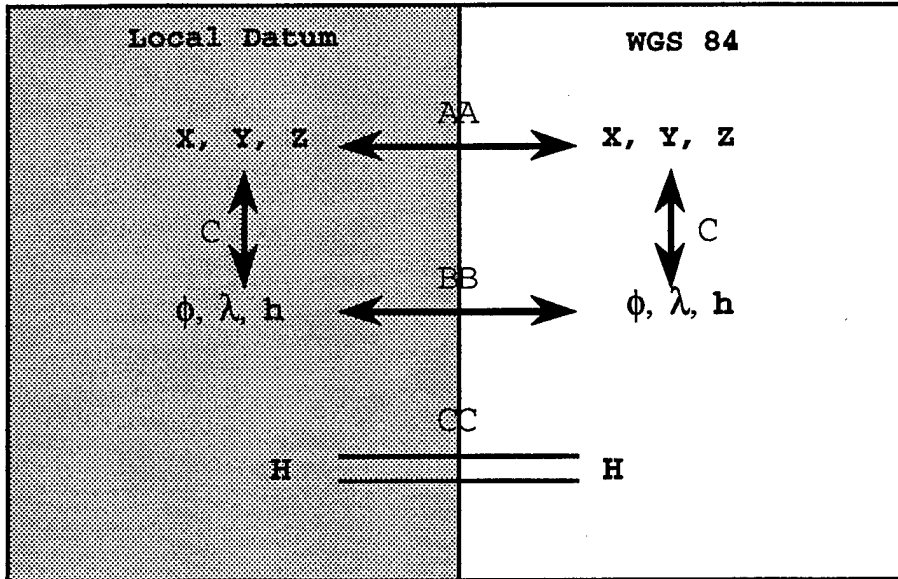 Local Datum WGS 84
AA
X, Y, Z X, Y, Z
C C
BB
ϕ, λ, h ϕ, λ, h
CC
H H